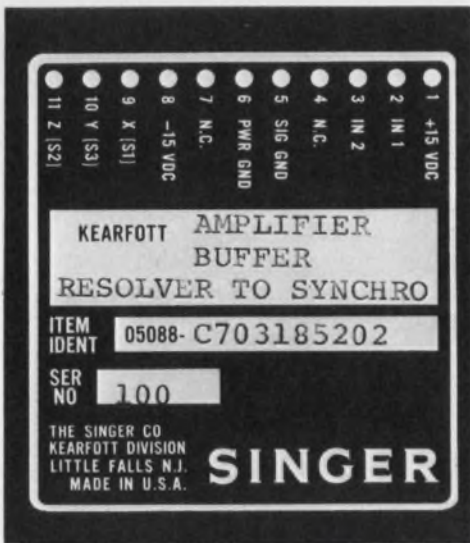 11 Z (S2)
10 Y (S3)
9 X (S1)
8 -15 VDC
7 N.C.
6 PWR GND
5 SIG GND
4 N.C.
3 IN 2
2 IN 1
1 +15 VDC
KEARFOTT AMPLIFIER
BUFFER
RESOLVER TO SYNCHRO
ITEM IDENT 05088-C703185202
SER NO 100
THE SINGER CO
KEARFOTT DIVISION
LITTLE FALLS N.J.
MADE IN U.S.A.
SINGER